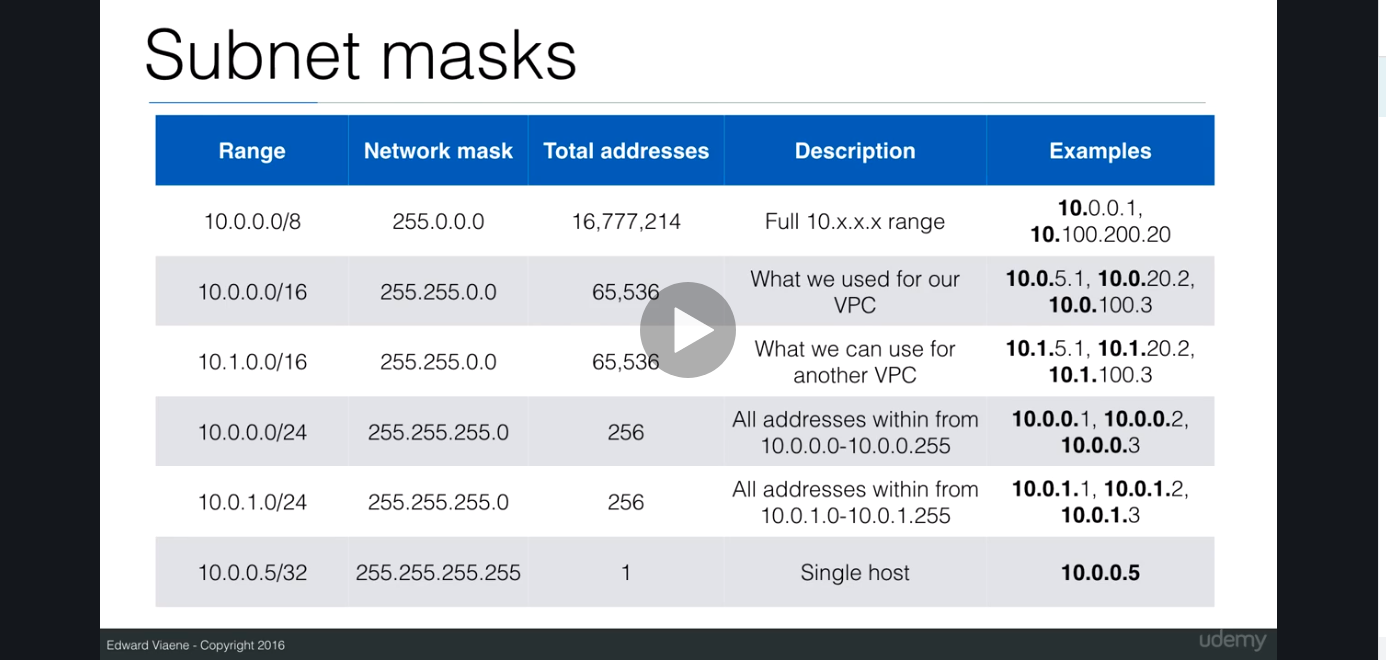 Subnet masks
Range Network mask Total addresses Description Examples
10.0.0.0/8 255.0.0.0 16,777,214 Full 10.x.x.x range 10.0.0.1,
10.100.200.20
10.0.0.0/16 255.255.0.0 65,536 What we used for our
VPC
10.0.5.1, 10.0.20.2,
10.0.100.3
10.1.0.0/16 255.255.0.0 65,536 What we can use for
another VPC
10.1.5.1, 10.1.20.2,
10.1.100.3
10.0.0.0/24 255.255.255.0 256 All addresses within from
10.0.0.0-10.0.0.255
10.0.0.1, 10.0.0.2,
10.0.0.3
10.0.1.0/24 255.255.255.0 256 All addresses within from
10.0.1.0-10.0.1.255
10.0.1.1, 10.0.1.2,
10.0.1.3
10.0.0.5/32 255.255.255.255 1 Single host 10.0.0.5
Edward Viaene - Copyright 2016
udemy